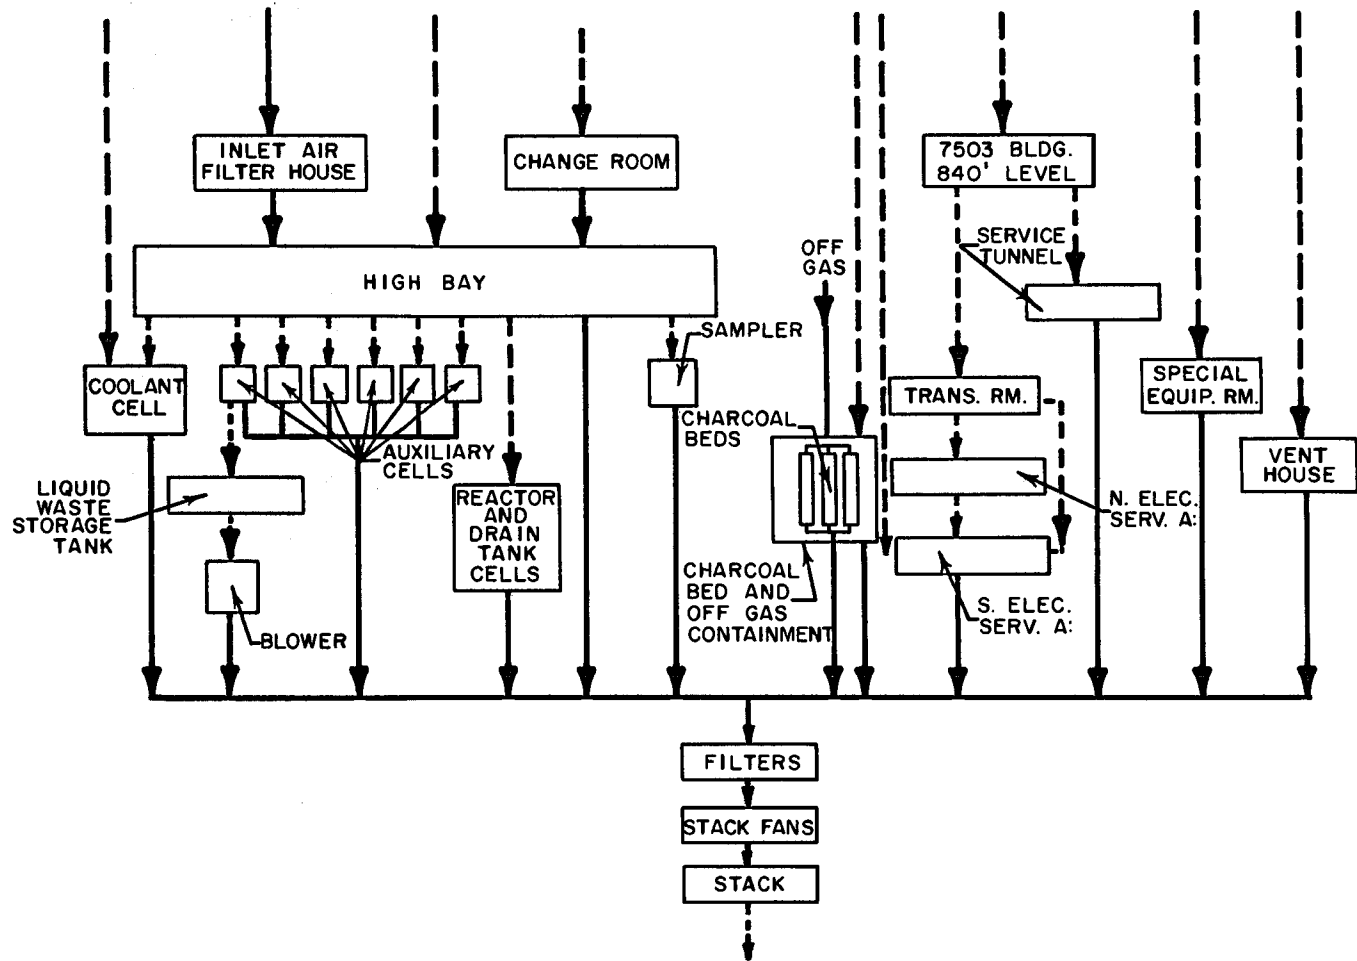 INLET AIR
FILTER HOUSE
CHANGE ROOM
7503 BLDG.
840' LEVEL
HIGH BAY
OFF
GAS
SERVICE
TUNNEL
SAMPLER
COOLANT
CELL
TRANS. RM.
SPECIAL
EQUIP. RM.
CHARCOAL
BEDS
AUXILIARY
CELLS
VENT
HOUSE
LIQUID
WASTE
STORAGE
TANK
REACTOR
AND
DRAIN
TANK
CELLS
N. ELEC.
SERV. A:
CHARCOAL
BED AND
OFF GAS
CONTAINMENT
S. ELEC.
SERV. A:
BLOWER
FILTERS
STACK FANS
STACK